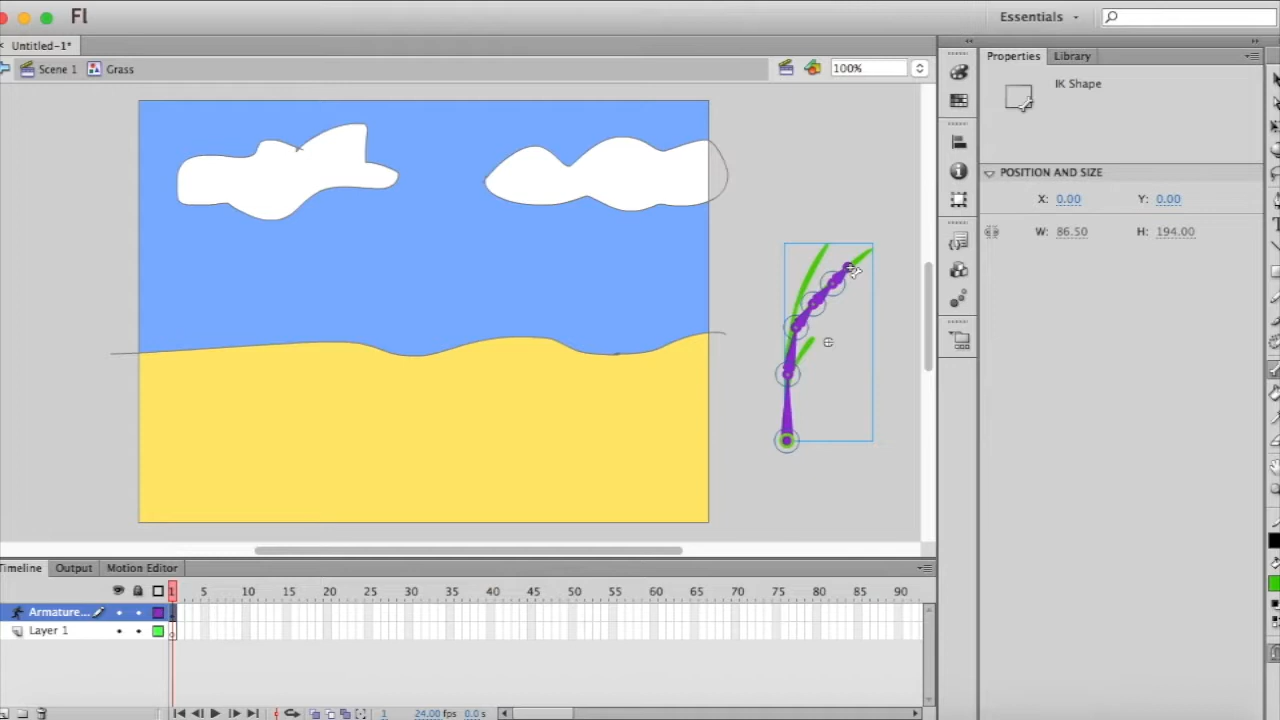 Fl
Essentials
Untitled-1*
Scene 1
Grass
100%
Properties
Library
IK Shape
POSITION AND SIZE
X: 0.00
Y: 0.00
W: 86.50
H: 194.00
Timeline
Output
Motion Editor
1 5 10 15 20 25 30 35 40 45 50 55 60 65 70 75 80 85 90
Armature...
Layer 1
1
24.00 fps
0.0 s